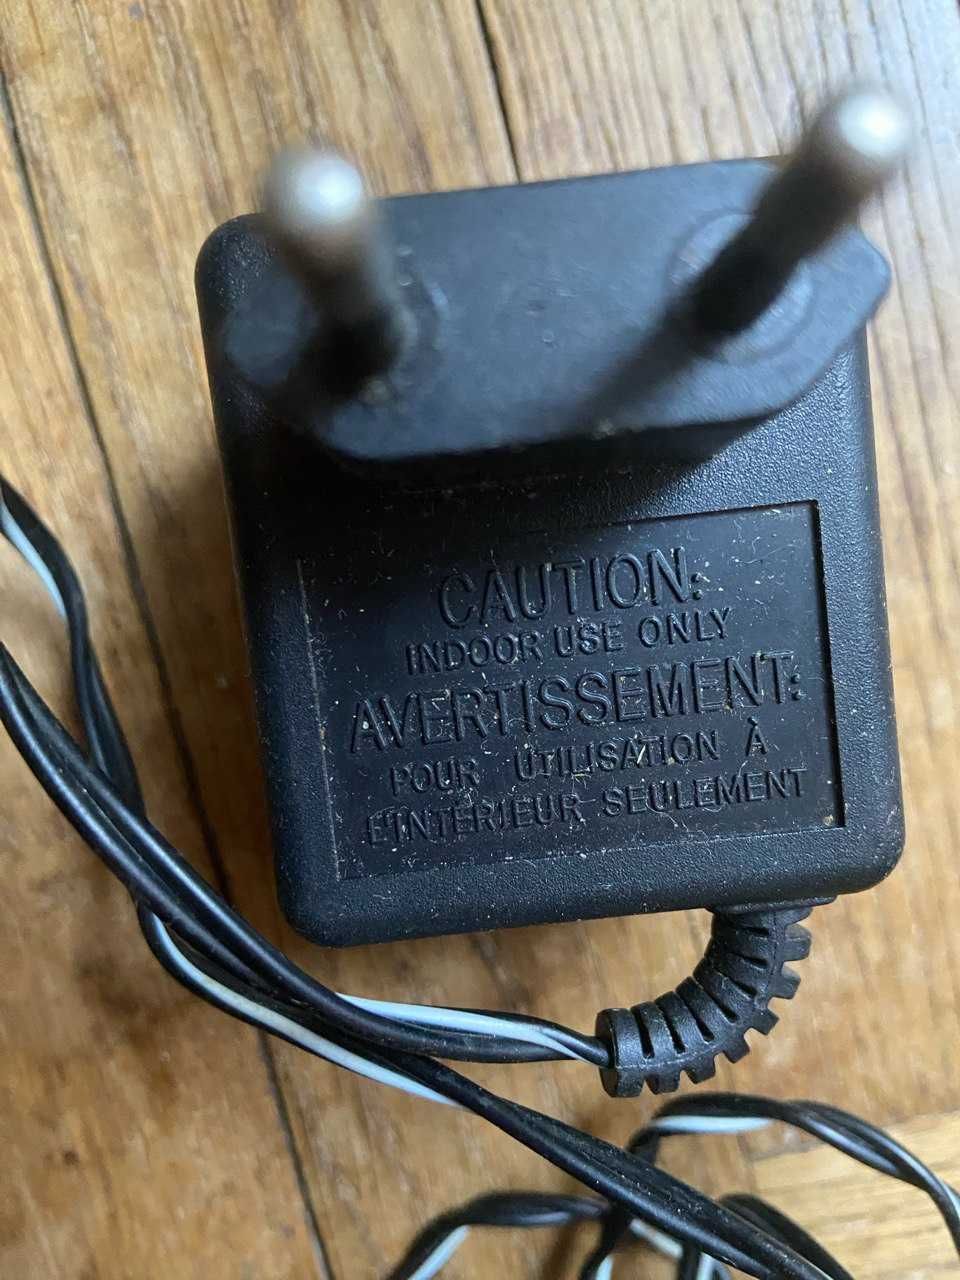 CAUTION:
INDOOR USE ONLY
AVERTISSEMENT:
POUR UTILISATION À
E'INTÉRIEUR SEULEMENT